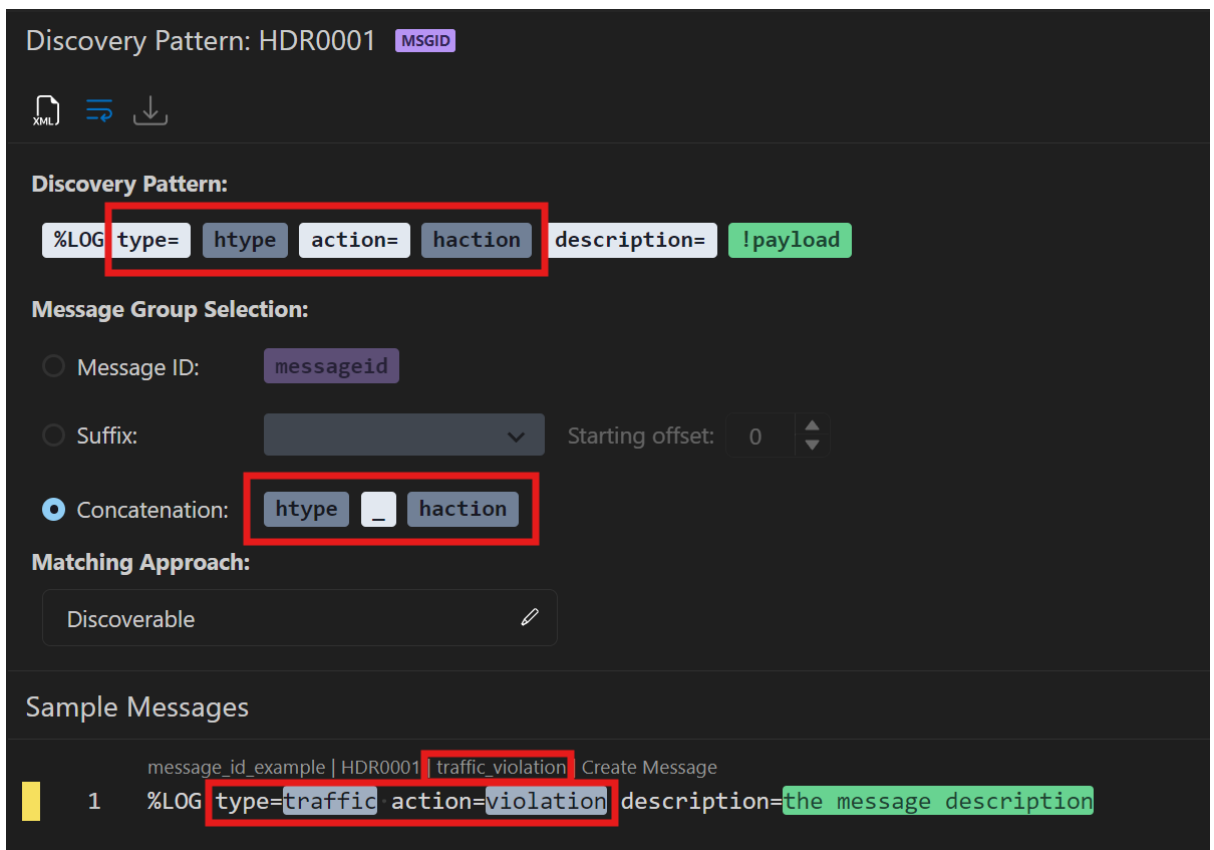 Discovery Pattern: HDR0001 MSGID
XML
Discovery Pattern:
%LOG type= htype action= haction description= !payload
Message Group Selection:
Message ID: messageid
Suffix: Starting offset: 0
Concatenation: htype _ haction
Matching Approach:
Discoverable
Sample Messages
message_id_example | HDR0001 | traffic_violation | Create Message
1 %LOG type=traffic·action=violation description=the message description